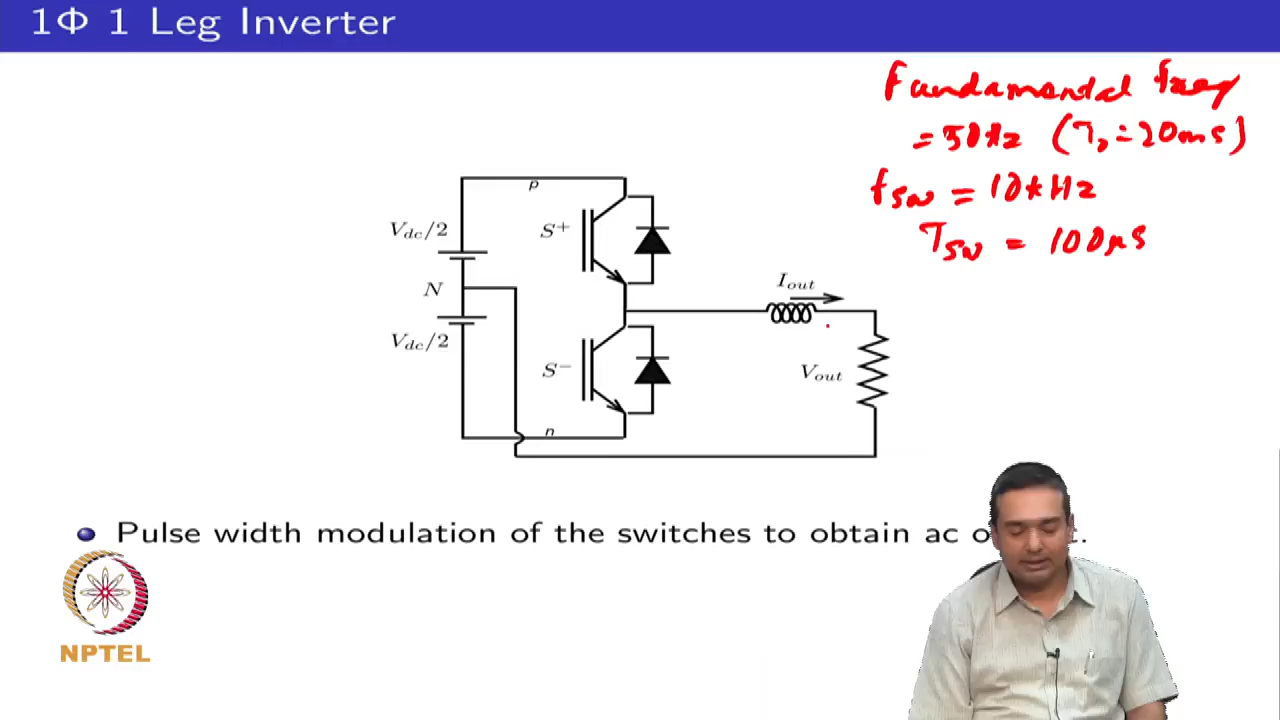 1Φ 1 Leg Inverter
Fundamental freq
= 50Hz (T₀ = 20ms)
fsw = 10kHz
Tsw = 100μs
p
Vdc/2
S+
N
Iout
Vdc/2
S−
Vout
n
Pulse width modulation of the switches to obtain ac
NPTEL